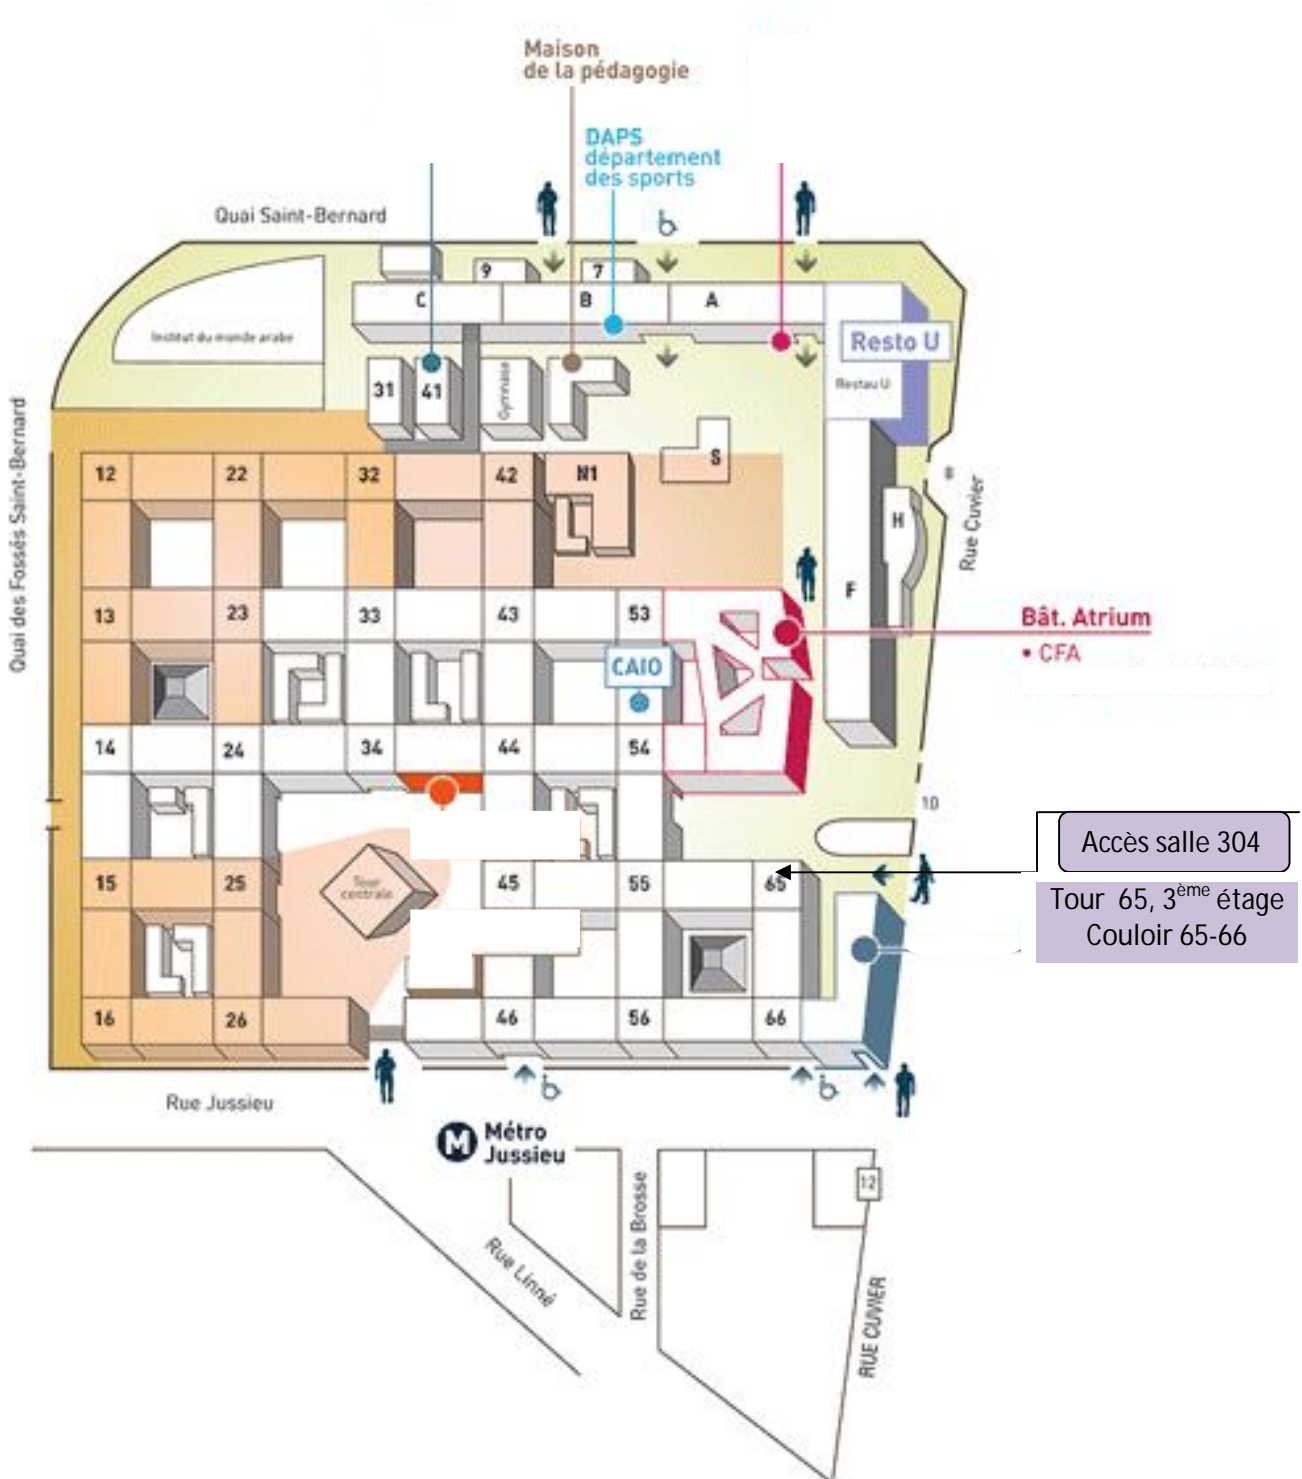 Maison
de la pédagogie
DAPS
département
des sports
Quai Saint-Bernard
9
7
C
B
A
Institut du monde arabe
Resto U
Restau U
31
41
Gymnase
Quai des Fossés Saint-Bernard
12
22
32
42
N1
S
8
Rue Cuvier
H
F
13
23
33
43
53
Bât. Atrium
• CFA
CAIO
14
24
34
44
54
10
Accès salle 304
Tour 65, 3ème étage
Couloir 65-66
Tour
centrale
15
25
45
55
65
16
26
46
56
66
Rue Jussieu
M
Métro
Jussieu
12
Rue Linné
Rue de la Brosse
RUE CUVIER